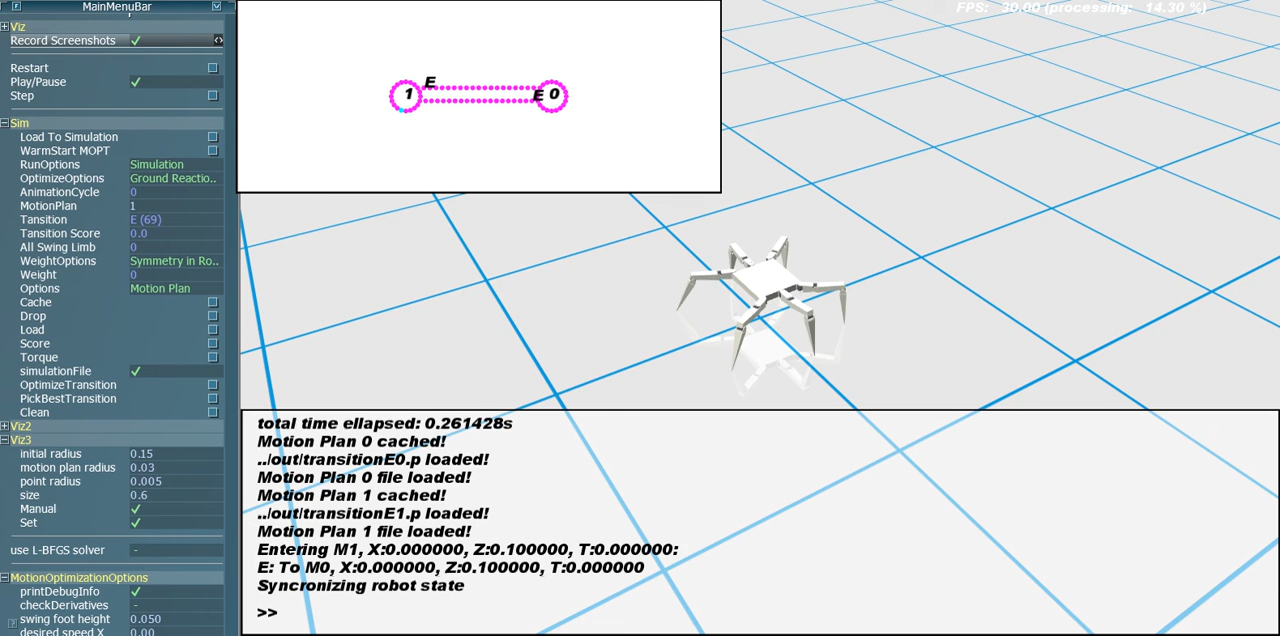 MainMenuBar
FPS: 30.00 (processing: 14.30 %)
Viz
Record Screenshots
Restart
Play/Pause
Step
Sim
Load To Simulation
WarmStart MOPT
RunOptions Simulation
OptimizeOptions Ground Reactio..
AnimationCycle 0
MotionPlan 1
Tansition E (69)
Tansition Score 0.0
All Swing Limb 0
WeightOptions Symmetry in Ro..
Weight 0
Options Motion Plan
Cache
Drop
Load
Score
Torque
simulationFile
OptimizeTransition
PickBestTransition
Clean
Viz2
Viz3
initial radius 0.15
motion plan radius 0.03
point radius 0.005
size 0.6
Manual
Set
use L-BFGS solver -
MotionOptimizationOptions
printDebugInfo
checkDerivatives -
swing foot height 0.050
desired speed X 0.00
1 E E 0
total time ellapsed: 0.261428s
Motion Plan 0 cached!
../out/transitionE0.p loaded!
Motion Plan 0 file loaded!
Motion Plan 1 cached!
../out/transitionE1.p loaded!
Motion Plan 1 file loaded!
Entering M1, X:0.000000, Z:0.100000, T:0.000000:
E: To M0, X:0.000000, Z:0.100000, T:0.000000
Syncronizing robot state
>>